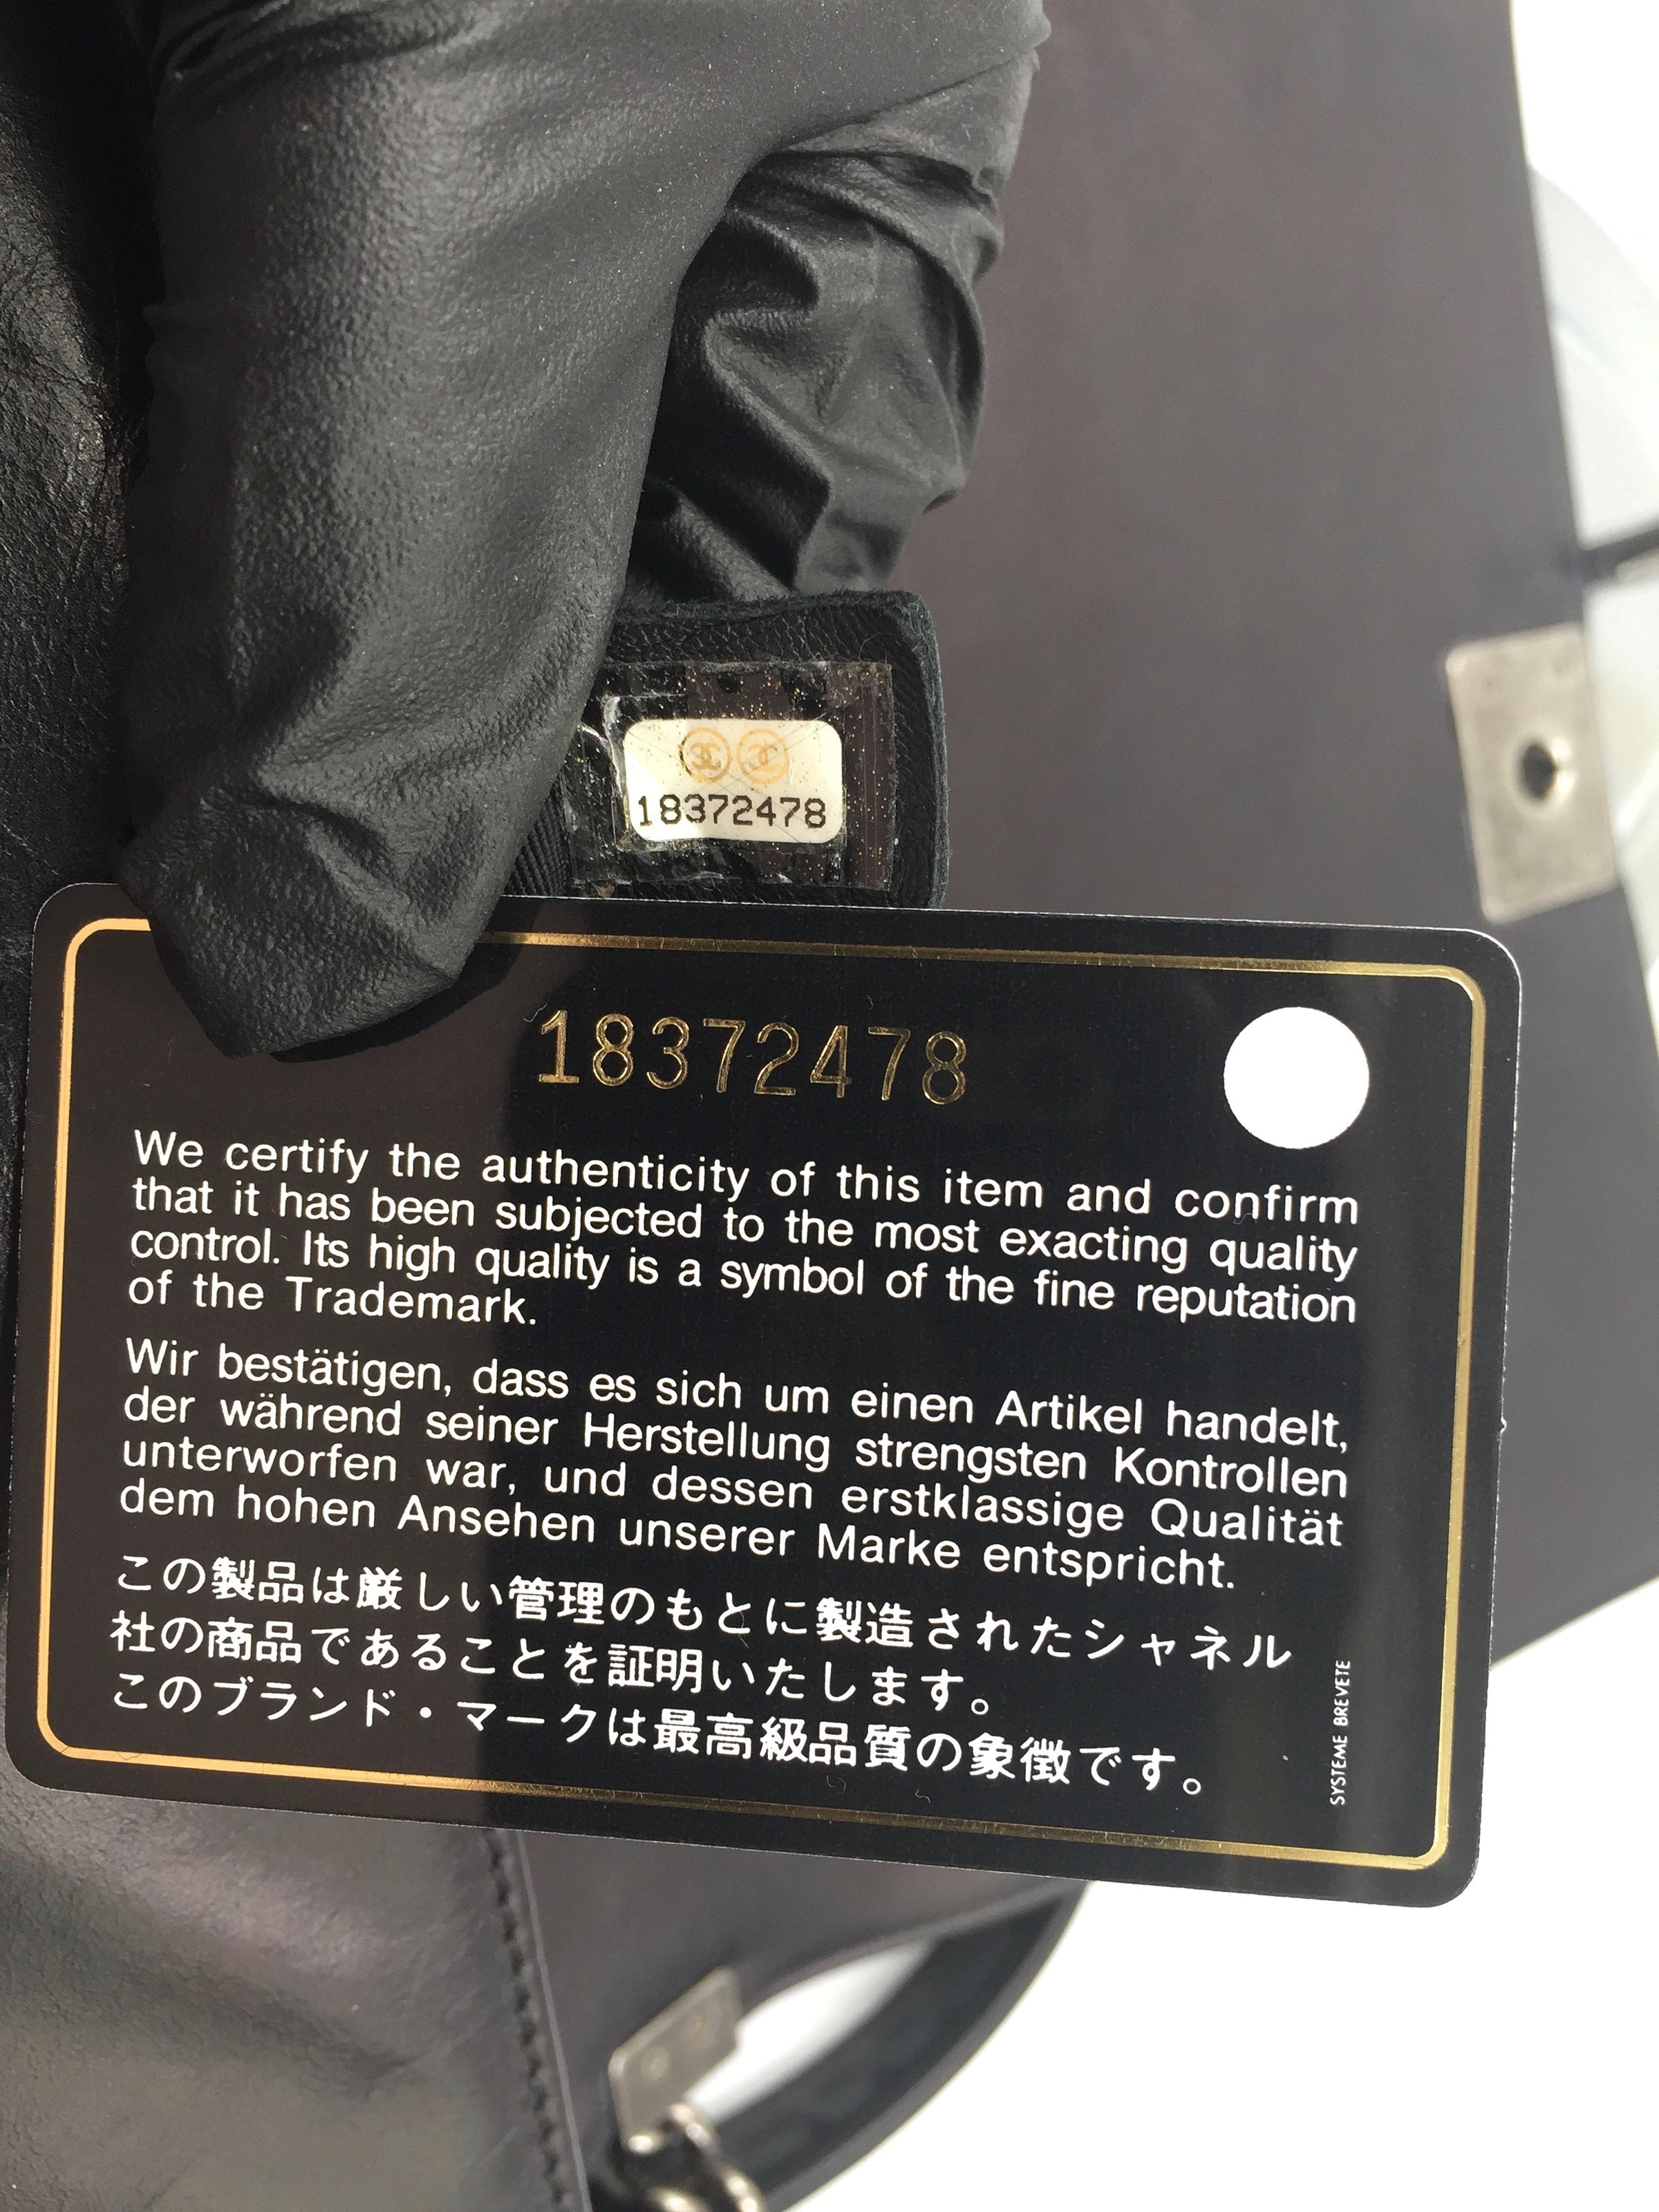 18372478
18372478
We certify the authenticity of this item and confirm
that it has been subjected to the most exacting quality
control. Its high quality is a symbol of the fine reputation
of the Trademark.
Wir bestätigen, dass es sich um einen Artikel handelt,
der während seiner Herstellung strengsten Kontrollen
unterworfen war, und dessen erstklassige Qualität
dem hohen Ansehen unserer Marke entspricht.
この製品は厳しい管理のもとに製造されたシャネル
社の商品であることを証明いたします。
このブランド・マークは最高級品質の象徴です。
SYSTEME BREVETE